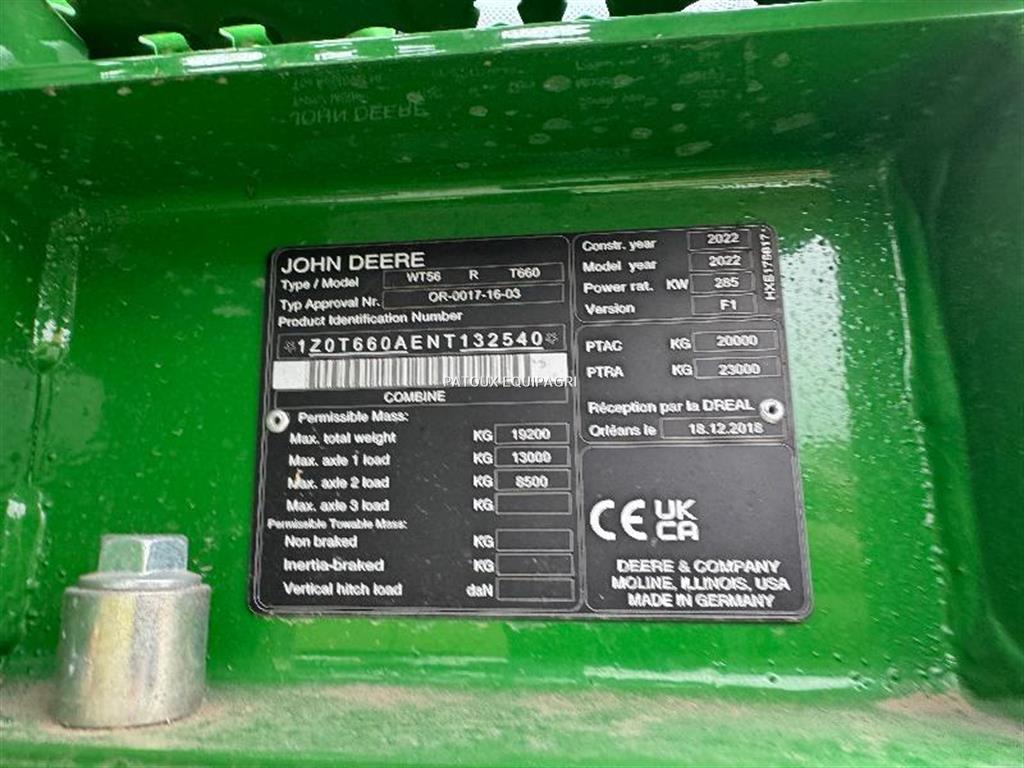 JOHN DEERE
Type / Model WT56 R T660
Typ Approval Nr. OR-0017-16-03
Product Identification Number
*1Z0T660AENT132540*
PATOUX EQUIPAGRI
COMBINE
Permissible Mass:
Max. total weight KG 19200
Max. axle 1 load KG 13000
Max. axle 2 load KG 8500
Max. axle 3 load KG
Permissible Towable Mass:
Non braked KG
Inertia-braked KG
Vertical hitch load daN
Constr. year 2022
Model year 2022
Power rat. KW 285
Version F1
PTAC KG 20000
PTRA KG 23000
Réception par la DREAL
Orléans le 18.12.2018
CE UK
CA
DEERE & COMPANY
MOLINE, ILLINOIS, USA
MADE IN GERMANY